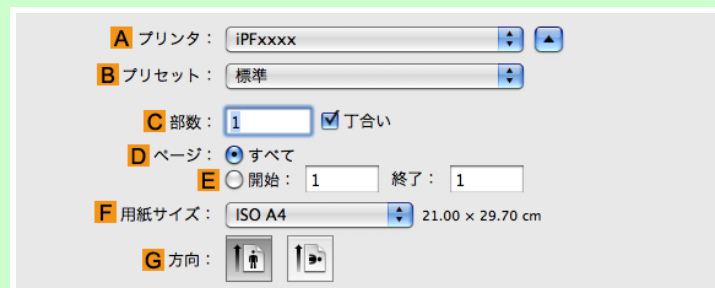 A プリンタ： iPFxxxx
B プリセット： 標準
C 部数： 1 丁合い
D ページ： すべて
E 開始： 1 終了： 1
F 用紙サイズ： ISO A4 21.00 × 29.70 cm
G 方向：